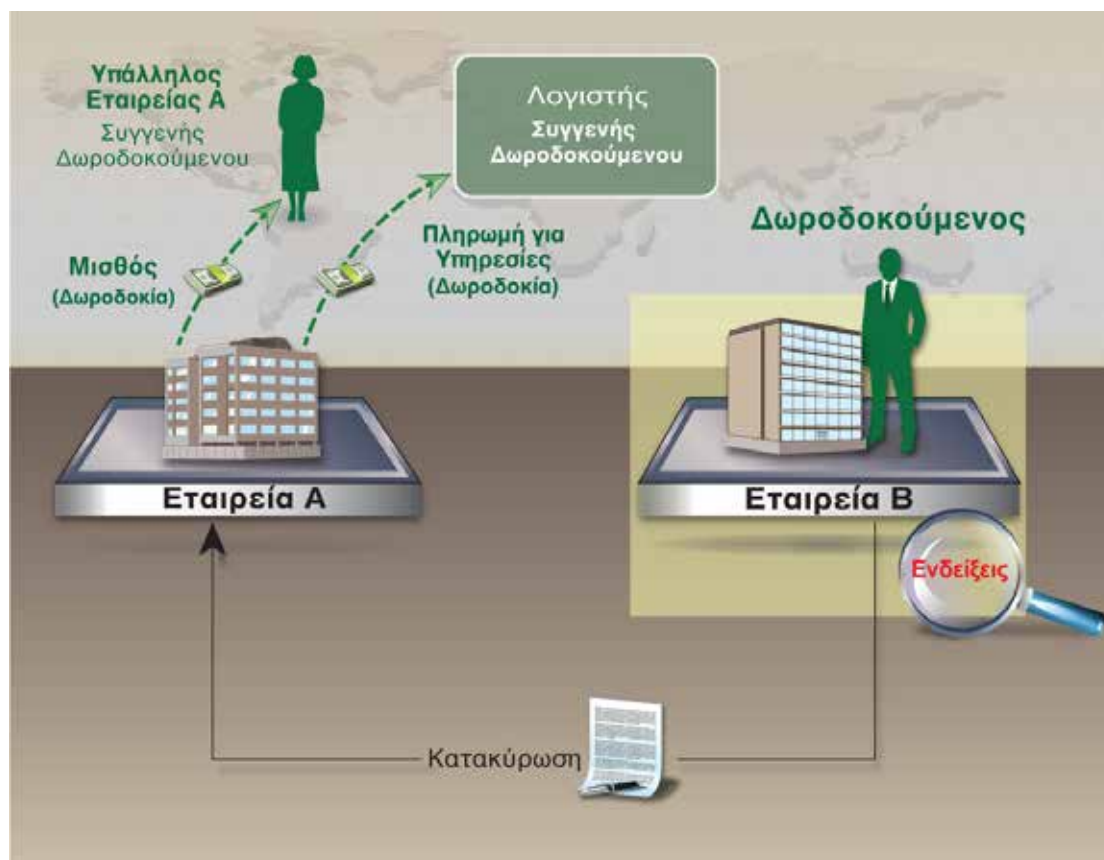 Υπάλληλος
Εταιρείας Α
Συγγενής
Δωροδοκούμενου
Λογιστής
Συγγενής
Δωροδοκούμενου
Μισθός
(Δωροδοκία)
Πληρωμή για
Υπηρεσίες
(Δωροδοκία)
Δωροδοκούμενος
Εταιρεία Α
Εταιρεία Β
Ενδείξεις
Κατακύρωση